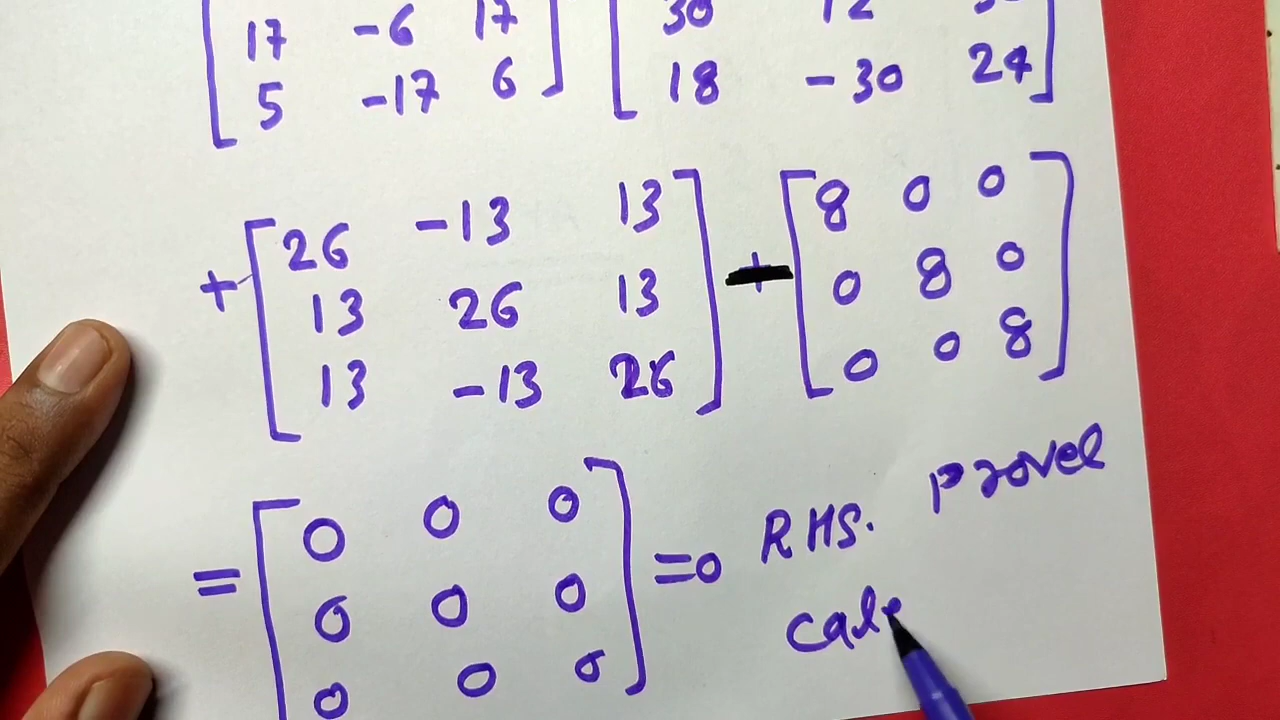 17 -6 17 30 12
5 -17 6 18 -30 24
+ 26 -13 13 + 8 0 0
13 26 13 0 8 0
13 -13 26 0 0 8
= 0 0 0 =0 RHS. proved
0 0 0
0 0 0